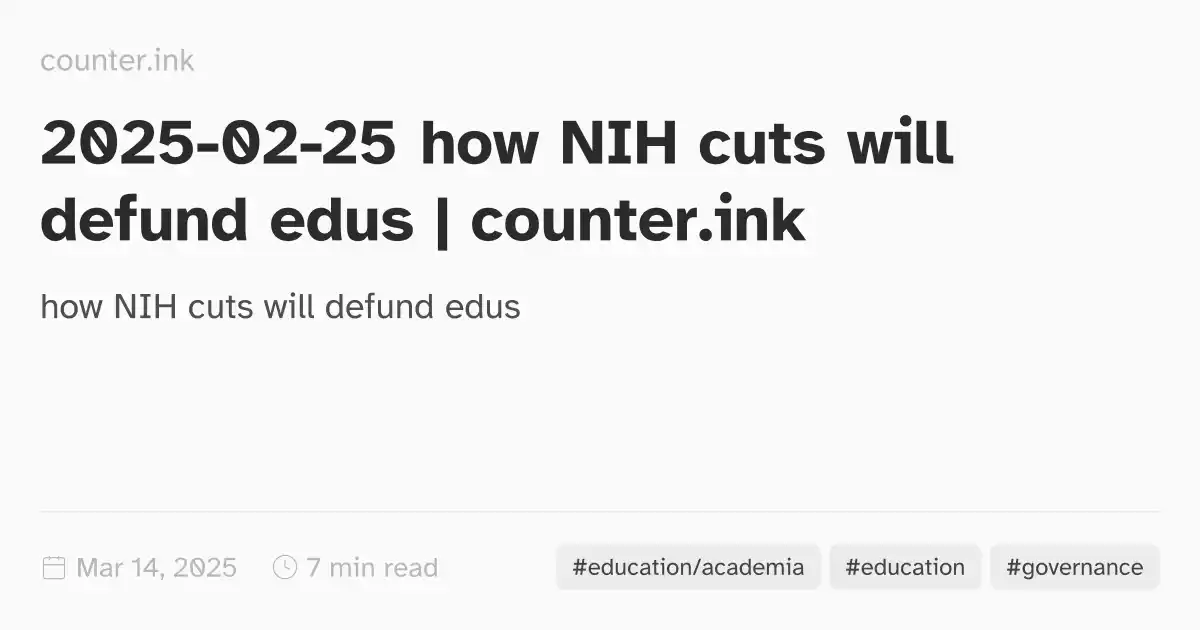 counter.ink
2025-02-25 how NIH cuts will
defund edus | counter.ink
how NIH cuts will defund edus
Mar 14, 2025 7 min read #education/academia #education #governance